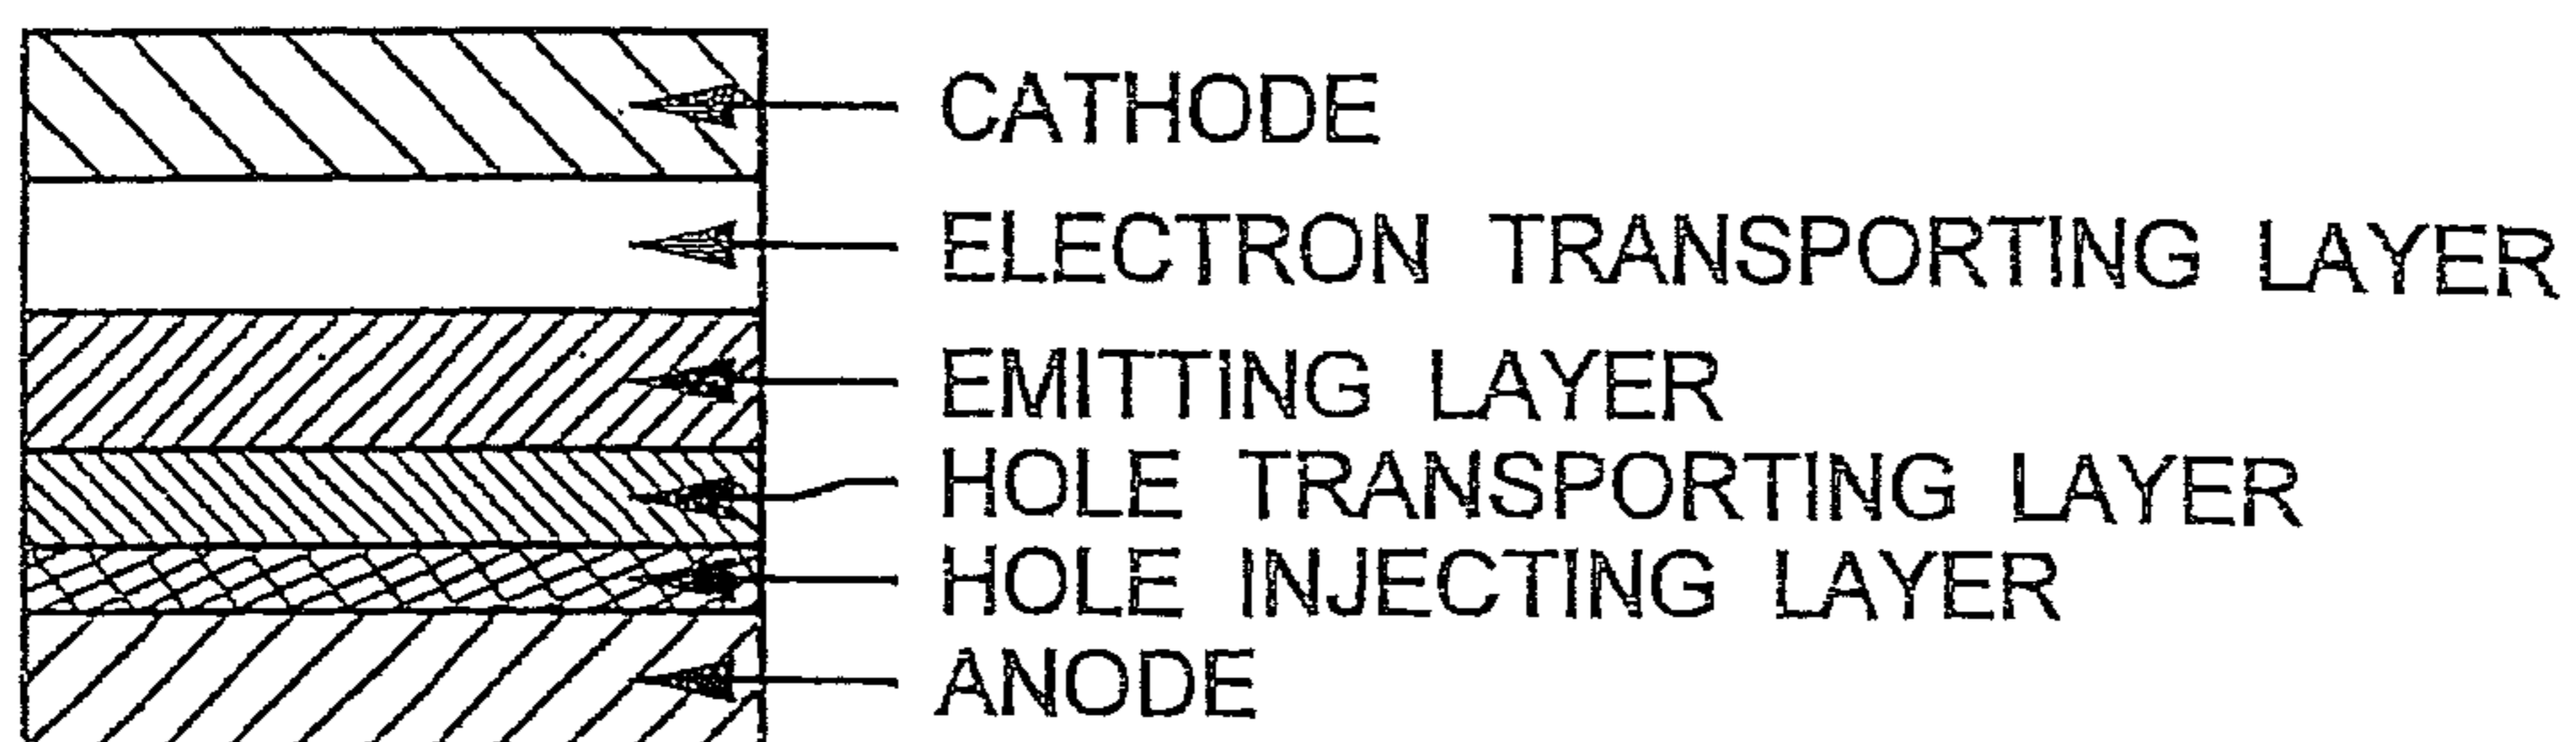 CATHODE
ELECTRON TRANSPORTING LAYER
EMITTING LAYER
HOLE TRANSPORTING LAYER
HOLE INJECTING LAYER
ANODE